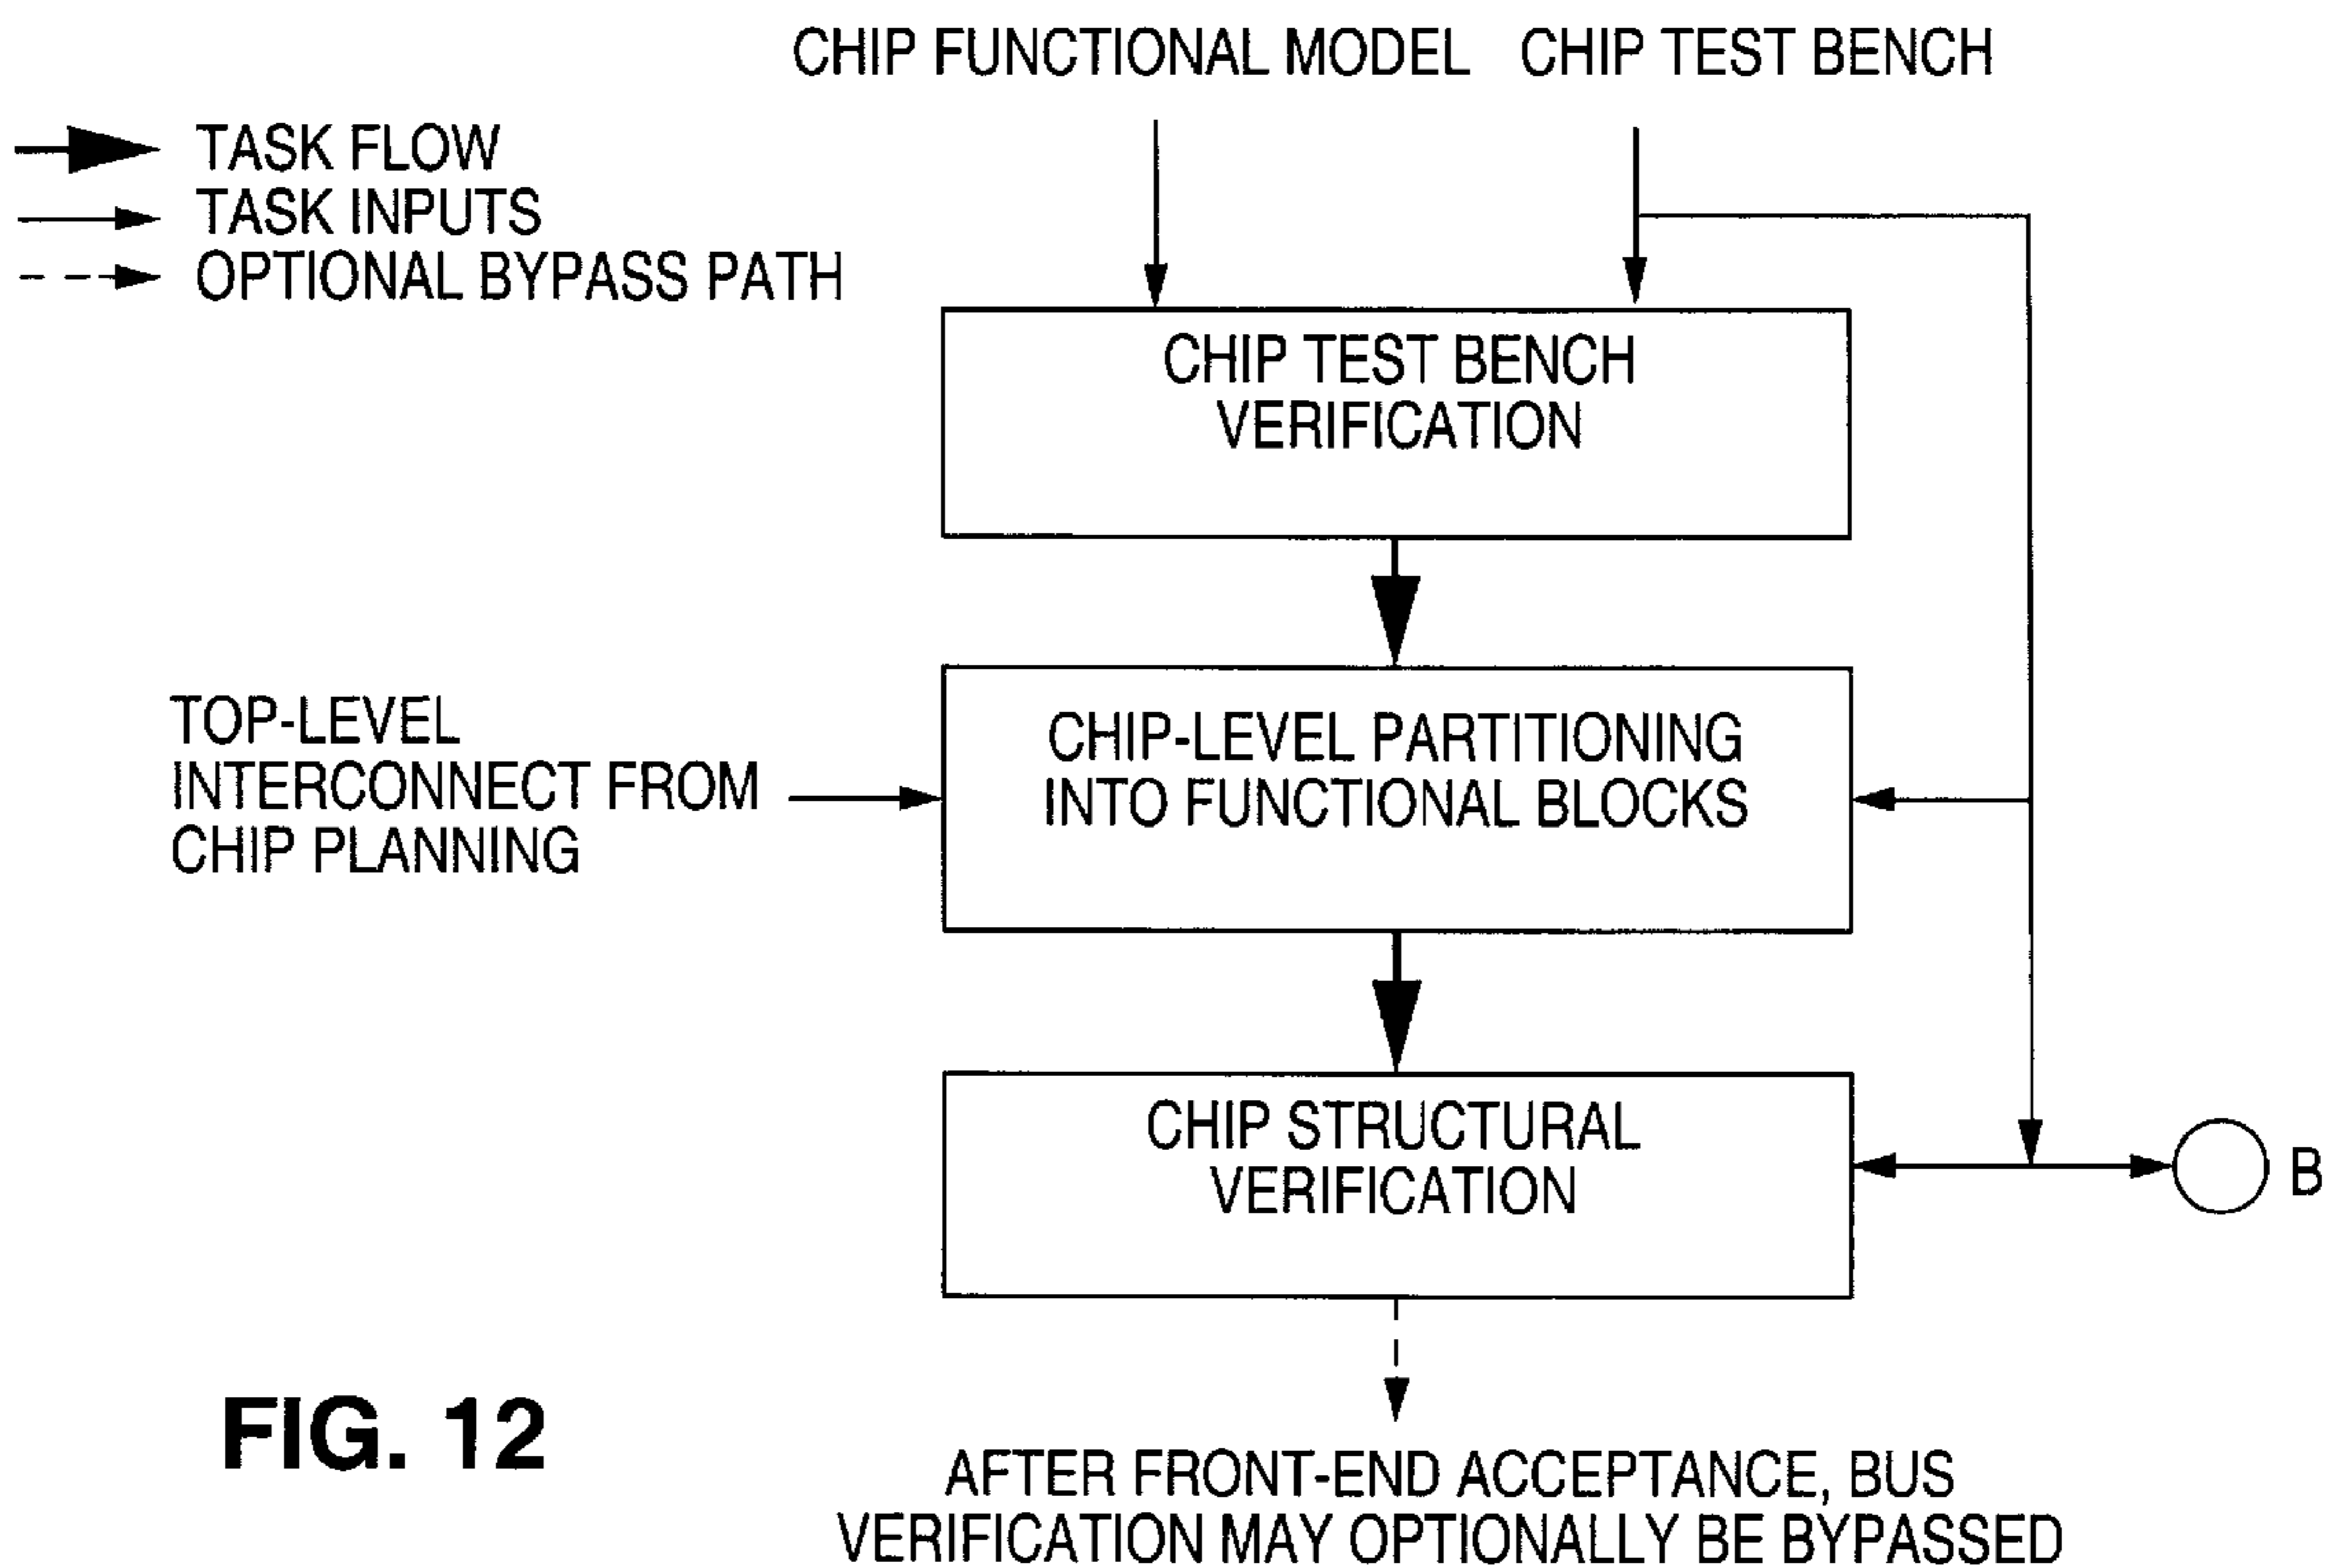 CHIP FUNCTIONAL MODEL CHIP TEST BENCH
TASK FLOW
TASK INPUTS
OPTIONAL BYPASS PATH
CHIP TEST BENCH
VERIFICATION
TOP-LEVEL
INTERCONNECT FROM
CHIP PLANNING
CHIP-LEVEL PARTITIONING
INTO FUNCTIONAL BLOCKS
CHIP STRUCTURAL
VERIFICATION
B
FIG. 12
AFTER FRONT-END ACCEPTANCE, BUS
VERIFICATION MAY OPTIONALLY BE BYPASSED